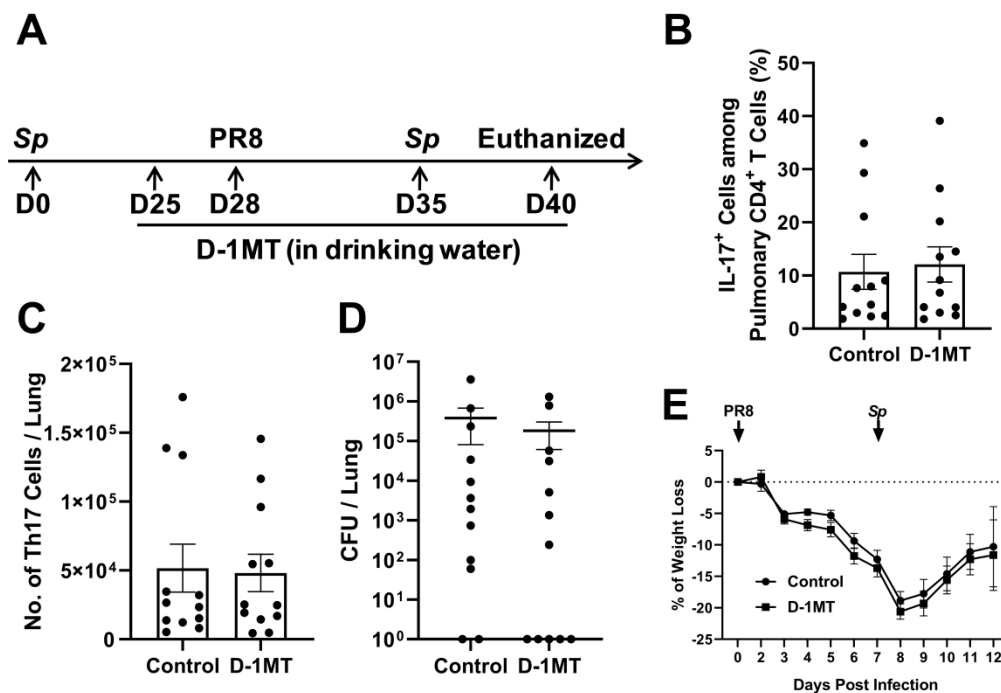 A
Sp
PR8
Sp
Euthanized
D0
D25
D28
D35
D40
D-1MT (in drinking water)
B
IL-17⁺ Cells among
Pulmonary CD4⁺ T Cells (%)
50
40
30
20
10
0
Control
D-1MT
C
No. of Th17 Cells / Lung
2×10⁵
1.5×10⁵
1×10⁵
5×10⁴
0
Control
D-1MT
D
CFU / Lung
10⁷
10⁶
10⁵
10⁴
10³
10²
10¹
10⁰
Control
D-1MT
E
PR8
Sp
% of Weight Loss
5
0
-5
-10
-15
-20
-25
Control
D-1MT
0 2 3 4 5 6 7 8 9 10 11 12
Days Post Infection